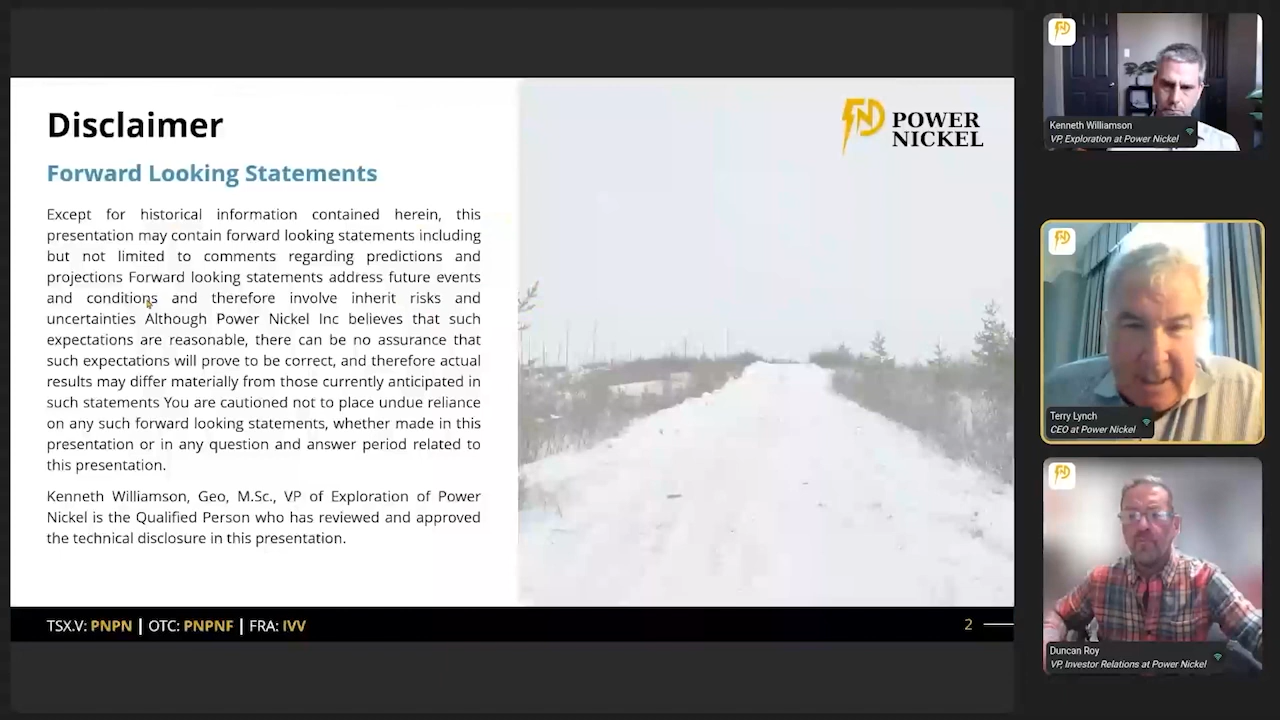 Disclaimer
Forward Looking Statements
Except for historical information contained herein, this
presentation may contain forward looking statements including
but not limited to comments regarding predictions and
projections Forward looking statements address future events
and conditions and therefore involve inherit risks and
uncertainties Although Power Nickel Inc believes that such
expectations are reasonable, there can be no assurance that
such expectations will prove to be correct, and therefore actual
results may differ materially from those currently anticipated in
such statements You are cautioned not to place undue reliance
on any such forward looking statements, whether made in this
presentation or in any question and answer period related to
this presentation.
Kenneth Williamson, Geo, M.Sc., VP of Exploration of Power
Nickel is the Qualified Person who has reviewed and approved
the technical disclosure in this presentation.
POWER
NICKEL
TSX.V: PNPN | OTC: PNPNF | FRA: IVV
2
Kenneth Williamson
VP, Exploration at Power Nickel
Terry Lynch
CEO at Power Nickel
Duncan Roy
VP, Investor Relations at Power Nickel